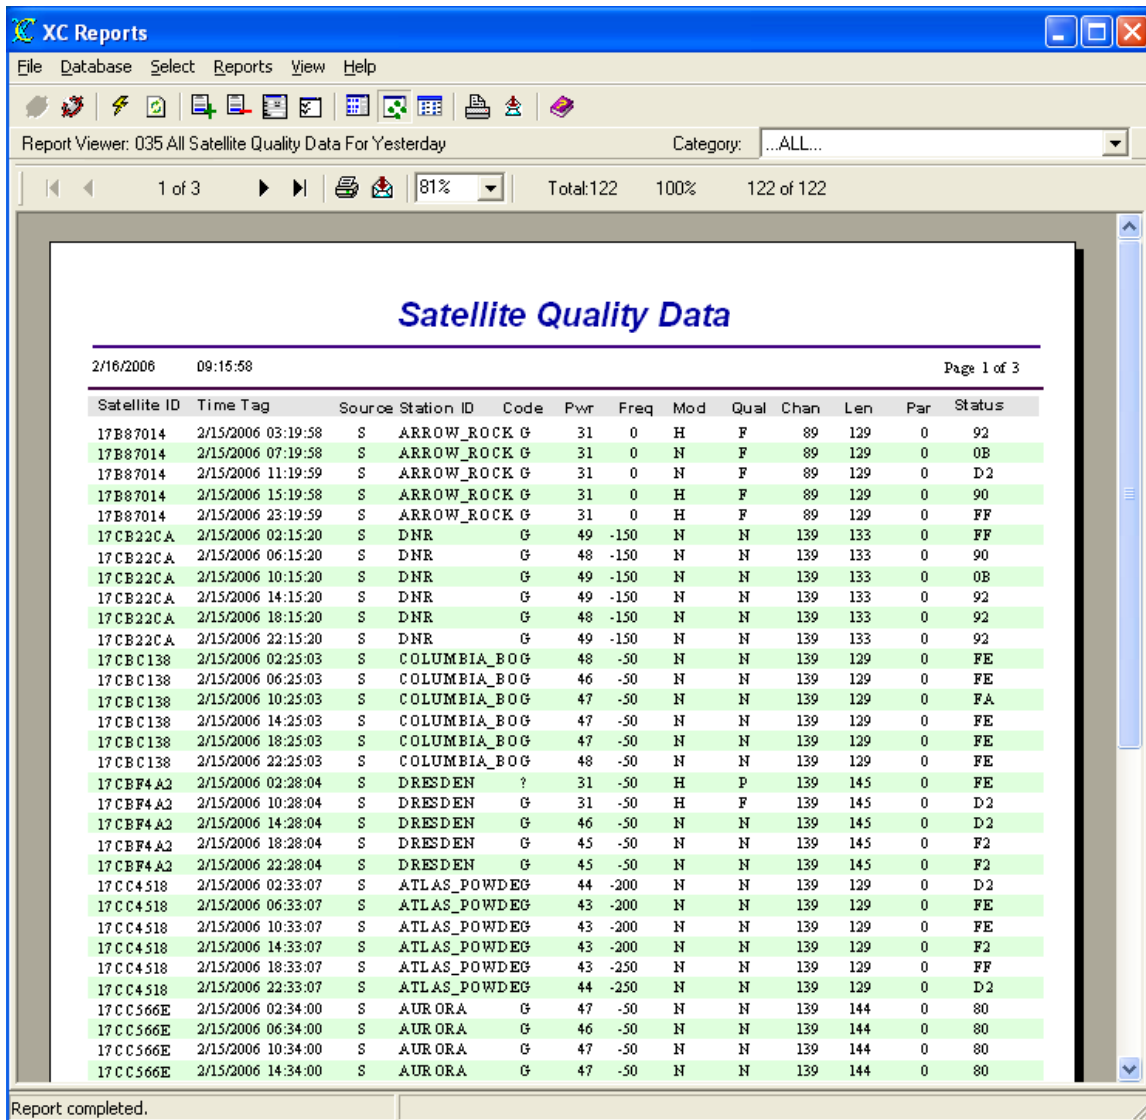 XC Reports
File Database Select Reports View Help
Report Viewer: 035 All Satellite Quality Data For Yesterday Category: ...ALL...
1 of 3 81% Total:122 100% 122 of 122
Satellite Quality Data
2/16/2006 09:15:58 Page 1 of 3
Satellite ID Time Tag Source Station ID Code Pwr Freq Mod Qual Chan Len Par Status
17B87014 2/15/2006 03:19:58 S ARROW_ROCK G 31 0 H F 89 129 0 92
17B87014 2/15/2006 07:19:58 S ARROW_ROCK G 31 0 N F 89 129 0 0B
17B87014 2/15/2006 11:19:59 S ARROW_ROCK G 31 0 N F 89 129 0 D2
17B87014 2/15/2006 15:19:58 S ARROW_ROCK G 31 0 H F 89 129 0 90
17B87014 2/15/2006 23:19:59 S ARROW_ROCK G 31 0 H F 89 129 0 FF
17CB22CA 2/15/2006 02:15:20 S DNR G 49 -150 N N 139 133 0 FF
17CB22CA 2/15/2006 06:15:20 S DNR G 48 -150 N N 139 133 0 90
17CB22CA 2/15/2006 10:15:20 S DNR G 49 -150 N N 139 133 0 0B
17CB22CA 2/15/2006 14:15:20 S DNR G 49 -150 N N 139 133 0 92
17CB22CA 2/15/2006 18:15:20 S DNR G 48 -150 N N 139 133 0 92
17CB22CA 2/15/2006 22:15:20 S DNR G 49 -150 N N 139 133 0 92
17CBC138 2/15/2006 02:25:03 S COLUMBIA_BOG 48 -50 N N 139 129 0 FE
17CBC138 2/15/2006 06:25:03 S COLUMBIA_BOG 46 -50 N N 139 129 0 FE
17CBC138 2/15/2006 10:25:03 S COLUMBIA_BOG 47 -50 N N 139 129 0 FA
17CBC138 2/15/2006 14:25:03 S COLUMBIA_BOG 47 -50 N N 139 129 0 FE
17CBC138 2/15/2006 18:25:03 S COLUMBIA_BOG 47 -50 N N 139 129 0 FE
17CBC138 2/15/2006 22:25:03 S COLUMBIA_BOG 48 -50 N N 139 129 0 FE
17CBF4A2 2/15/2006 02:28:04 S DRESDEN ? 31 -50 H P 139 145 0 FE
17CBF4A2 2/15/2006 10:28:04 S DRESDEN G 31 -50 H F 139 145 0 D2
17CBF4A2 2/15/2006 14:28:04 S DRESDEN G 46 -50 N N 139 145 0 D2
17CBF4A2 2/15/2006 18:28:04 S DRESDEN G 45 -50 N N 139 145 0 F2
17CBF4A2 2/15/2006 22:28:04 S DRESDEN G 45 -50 N N 139 145 0 F2
17CC4518 2/15/2006 02:33:07 S ATLAS_POWDEG 44 -200 N N 139 129 0 D2
17CC4518 2/15/2006 06:33:07 S ATLAS_POWDEG 43 -200 N N 139 129 0 FE
17CC4518 2/15/2006 10:33:07 S ATLAS_POWDEG 43 -200 N N 139 129 0 FE
17CC4518 2/15/2006 14:33:07 S ATLAS_POWDEG 43 -200 N N 139 129 0 F2
17CC4518 2/15/2006 18:33:07 S ATLAS_POWDEG 43 -250 N N 139 129 0 FF
17CC4518 2/15/2006 22:33:07 S ATLAS_POWDEG 44 -250 N N 139 129 0 D2
17CC566E 2/15/2006 02:34:00 S AURORA G 47 -50 N N 139 144 0 80
17CC566E 2/15/2006 06:34:00 S AURORA G 46 -50 N N 139 144 0 80
17CC566E 2/15/2006 10:34:00 S AURORA G 47 -50 N N 139 144 0 80
17CC566E 2/15/2006 14:34:00 S AURORA G 47 -50 N N 139 144 0 80
Report completed.